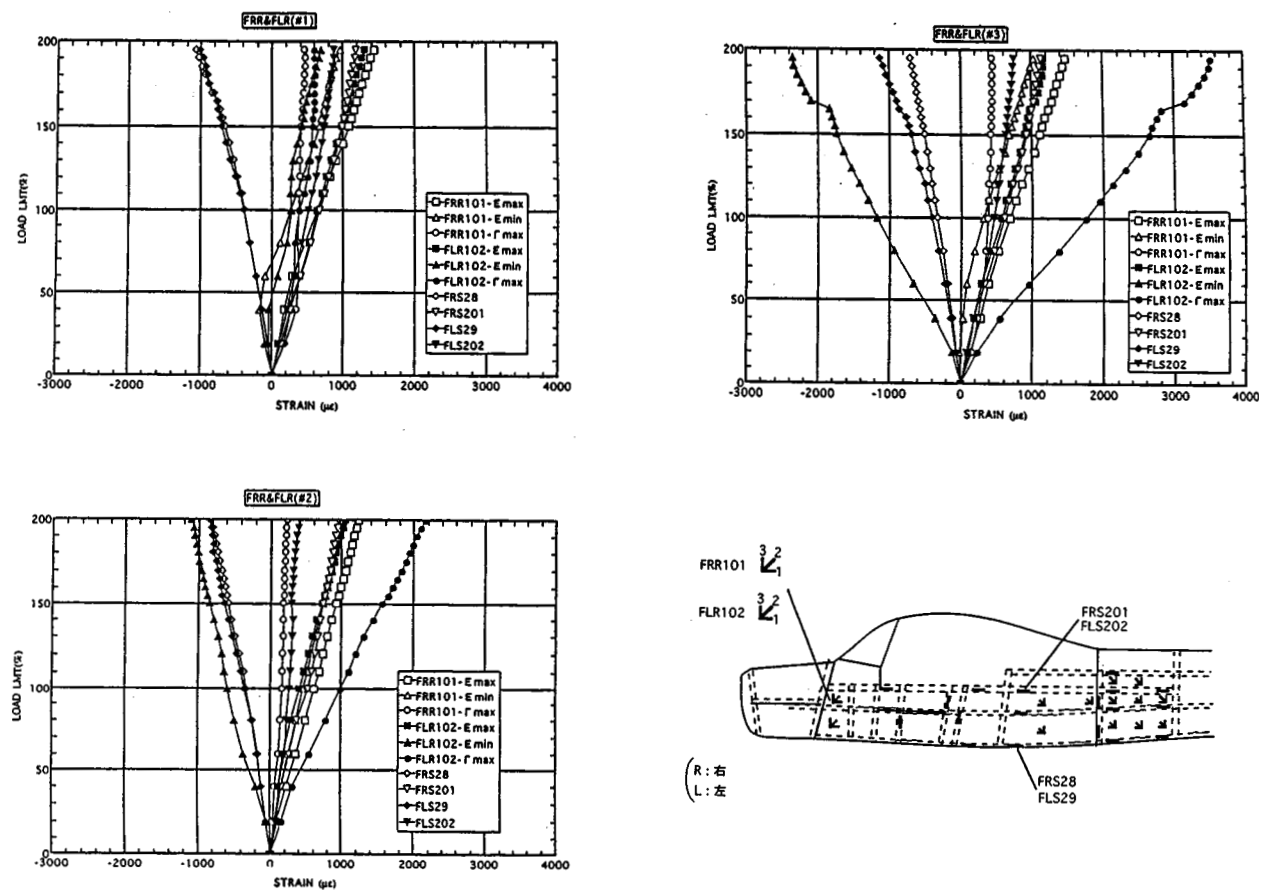 FRR&FLR(#1)
LOAD LMT(%)
200
150
100
50
0
-3000
-2000
-1000
0
1000
2000
3000
4000
STRAIN (με)
FRR101-Emax
FRR101-Emin
FRR101-Γmax
FLR102-Emax
FLR102-Emin
FLR102-Γmax
FRS28
FRS201
FLS29
FLS202
FRR&FLR(#3)
LOAD LMT(%)
200
150
100
50
0
-3000
-2000
-1000
0
1000
2000
3000
4000
STRAIN (με)
FRR101-Emax
FRR101-Emin
FRR101-Γmax
FLR102-Emax
FLR102-Emin
FLR102-Γmax
FRS28
FRS201
FLS29
FLS202
FRR&FLR(#2)
LOAD LMT(%)
200
150
100
50
0
-3000
-2000
-1000
0
1000
2000
3000
4000
STRAIN (με)
FRR101-Emax
FRR101-Emin
FRR101-Γmax
FLR102-Emax
FLR102-Emin
FLR102-Γmax
FRS28
FRS201
FLS29
FLS202
FRR101 3 2 1
FLR102 3 2 1
FRS201
FLS202
R : 右
L : 左
FRS28
FLS29